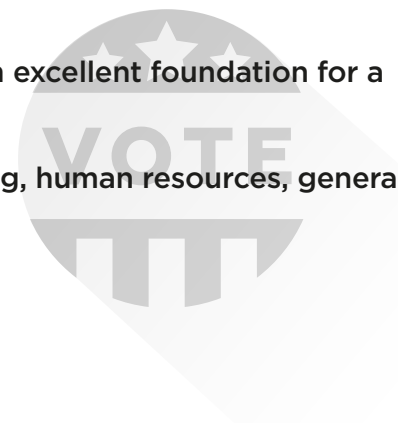 excellent foundation for a
VOTE
g, human resources, genera